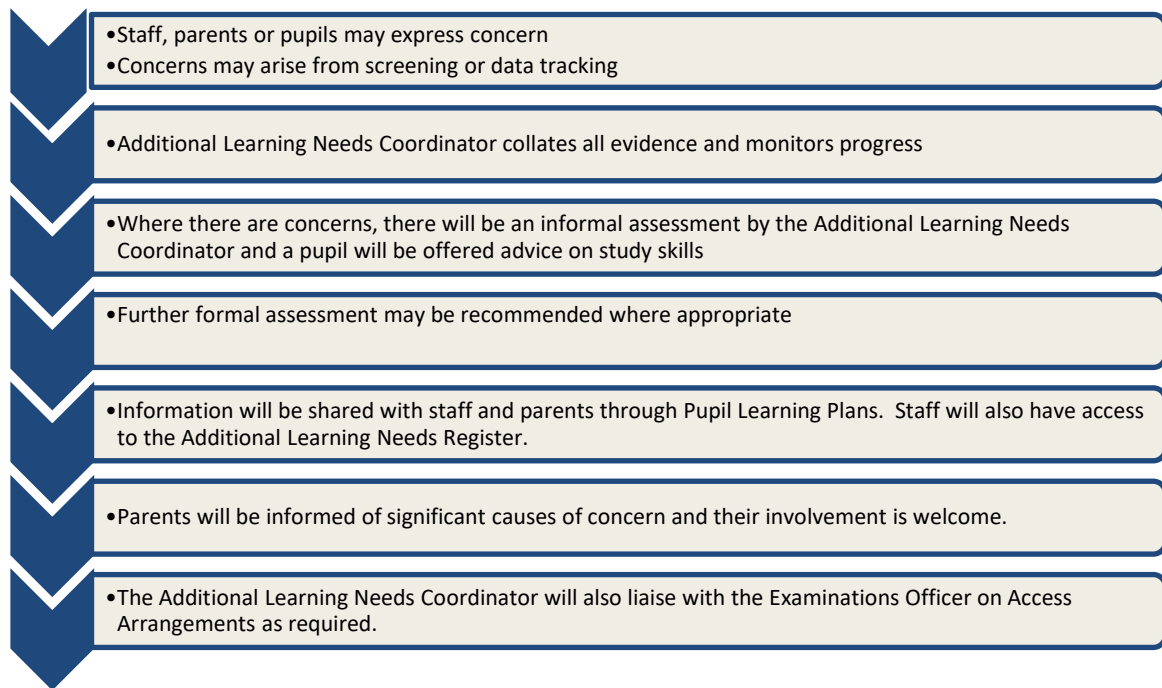 •Staff, parents or pupils may express concern
•Concerns may arise from screening or data tracking
•Additional Learning Needs Coordinator collates all evidence and monitors progress
•Where there are concerns, there will be an informal assessment by the Additional Learning Needs
Coordinator and a pupil will be offered advice on study skills
•Further formal assessment may be recommended where appropriate
•Information will be shared with staff and parents through Pupil Learning Plans.  Staff will also have access
to the Additional Learning Needs Register.
•Parents will be informed of significant causes of concern and their involvement is welcome.
•The Additional Learning Needs Coordinator will also liaise with the Examinations Officer on Access
Arrangements as required.